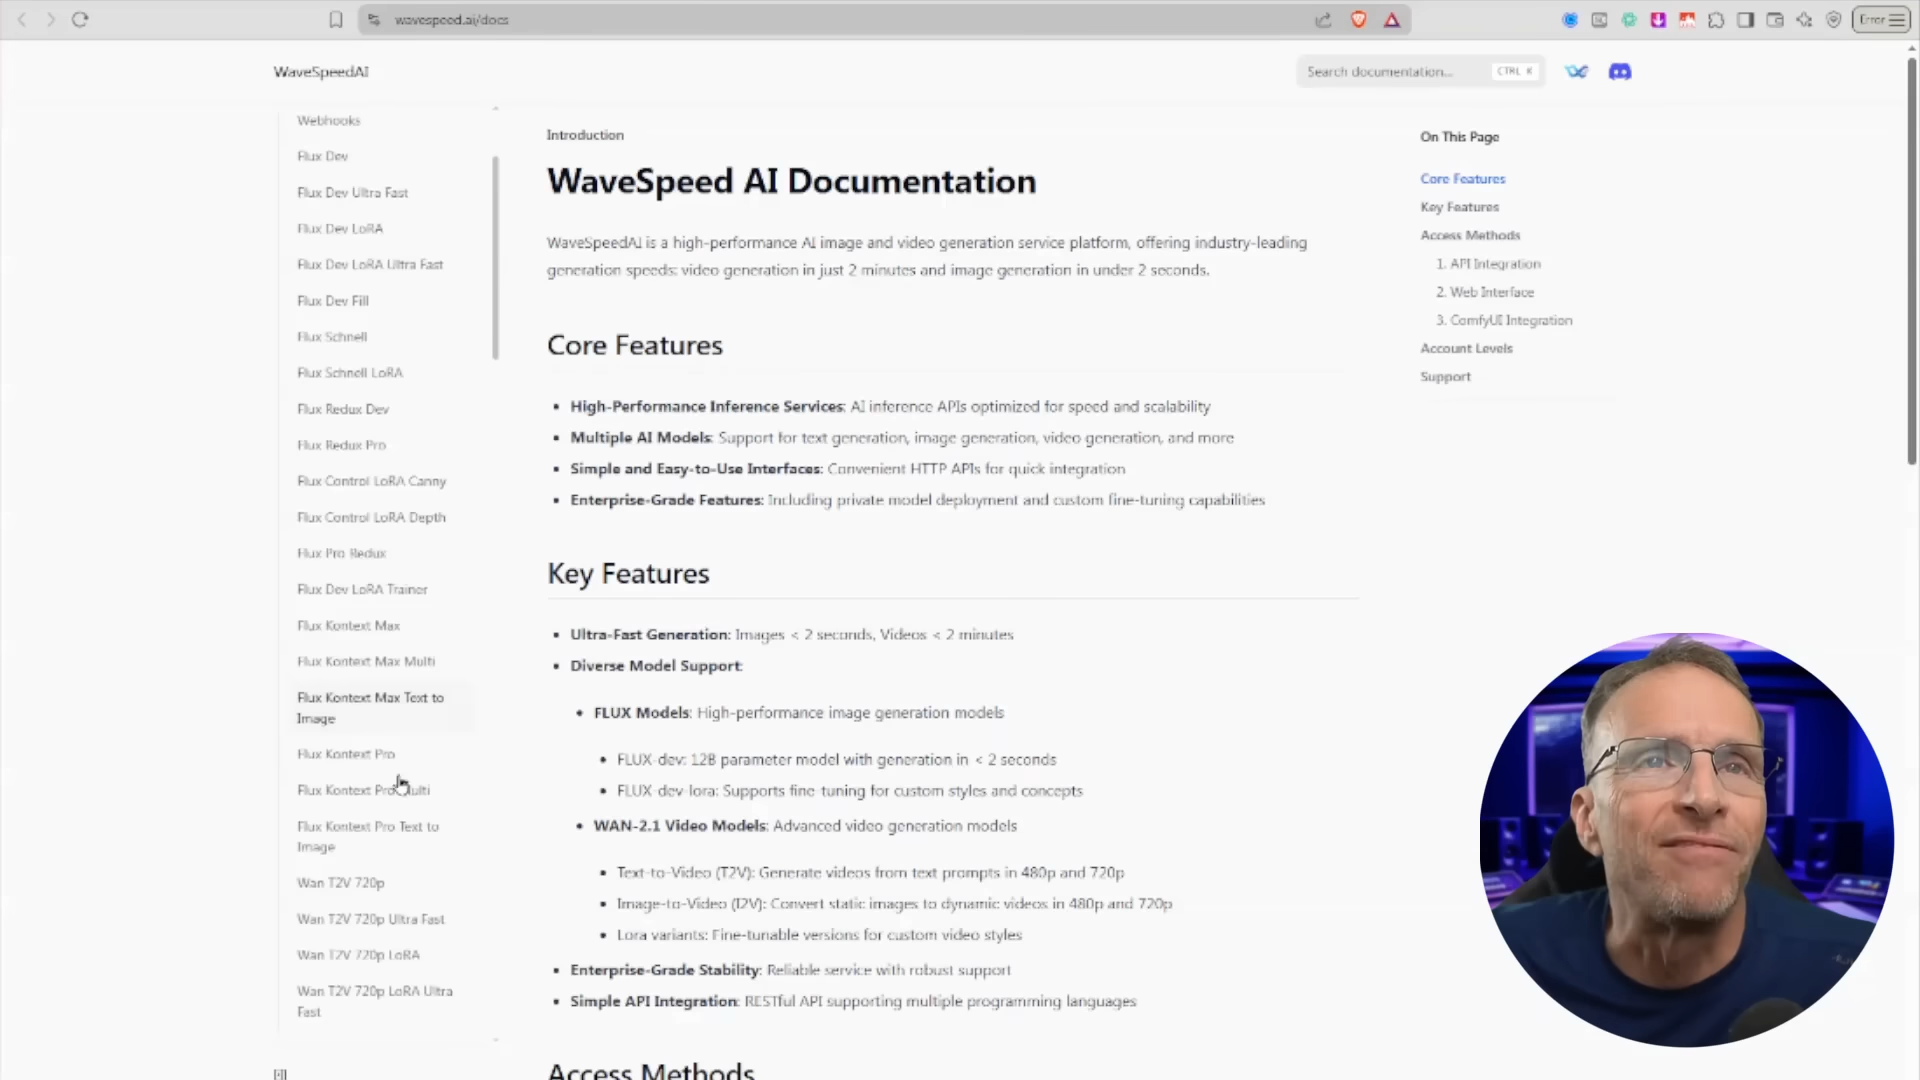 wavespeed.ai/docs
Error
WaveSpeedAI
Search documentation...
CTRL K
Webhooks
Flux Dev
Flux Dev Ultra Fast
Flux Dev LoRA
Flux Dev LoRA Ultra Fast
Flux Dev Fill
Flux Schnell
Flux Schnell LoRA
Flux Redux Dev
Flux Redux Pro
Flux Control LoRA Canny
Flux Control LoRA Depth
Flux Pro Redux
Flux Dev LoRA Trainer
Flux Kontext Max
Flux Kontext Max Multi
Flux Kontext Max Text to
Image
Flux Kontext Pro
Flux Kontext Pro Multi
Flux Kontext Pro Text to
Image
Wan T2V 720p
Wan T2V 720p Ultra Fast
Wan T2V 720p LoRA
Wan T2V 720p LoRA Ultra
Fast
Introduction
WaveSpeed AI Documentation
WaveSpeedAI is a high-performance AI image and video generation service platform, offering industry-leading
generation speeds: video generation in just 2 minutes and image generation in under 2 seconds.
Core Features
• High-Performance Inference Services: AI inference APIs optimized for speed and scalability
• Multiple AI Models: Support for text generation, image generation, video generation, and more
• Simple and Easy-to-Use Interfaces: Convenient HTTP APIs for quick integration
• Enterprise-Grade Features: Including private model deployment and custom fine-tuning capabilities
Key Features
• Ultra-Fast Generation: Images < 2 seconds, Videos < 2 minutes
• Diverse Model Support:
• FLUX Models: High-performance image generation models
• FLUX-dev: 12B parameter model with generation in < 2 seconds
• FLUX-dev-lora: Supports fine-tuning for custom styles and concepts
• WAN-2.1 Video Models: Advanced video generation models
• Text-to-Video (T2V): Generate videos from text prompts in 480p and 720p
• Image-to-Video (I2V): Convert static images to dynamic videos in 480p and 720p
• Lora variants: Fine-tunable versions for custom video styles
• Enterprise-Grade Stability: Reliable service with robust support
• Simple API Integration: RESTful API supporting multiple programming languages
Access Methods
On This Page
Core Features
Key Features
Access Methods
1. API Integration
2. Web Interface
3. ComfyUI Integration
Account Levels
Support